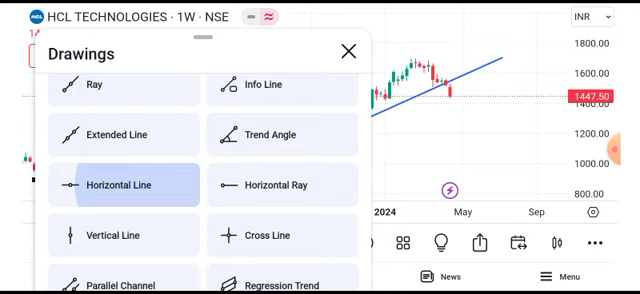 HCL HCL TECHNOLOGIES · 1W · NSE
INR
Drawings
Ray
Info Line
Extended Line
Trend Angle
Horizontal Line
Horizontal Ray
Vertical Line
Cross Line
Parallel Channel
Regression Trend
1800.00
1600.00
1447.50
1400.00
1200.00
1000.00
800.00
2024
May
Sep
News
Menu